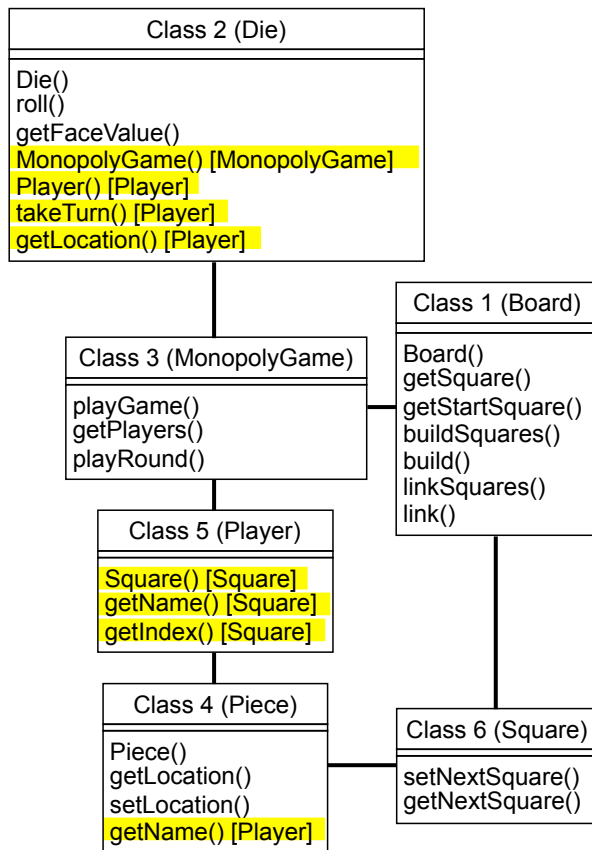 Class 2 (Die)
Die()
roll()
getFaceValue()
MonopolyGame() [MonopolyGame]
Player() [Player]
takeTurn() [Player]
getLocation() [Player]
Class 1 (Board)
Board()
getSquare()
getStartSquare()
buildSquares()
build()
linkSquares()
link()
Class 3 (MonopolyGame)
playGame()
getPlayers()
playRound()
Class 5 (Player)
Square() [Square]
getName() [Square]
getIndex() [Square]
Class 4 (Piece)
Piece()
getLocation()
setLocation()
getName() [Player]
Class 6 (Square)
setNextSquare()
getNextSquare()